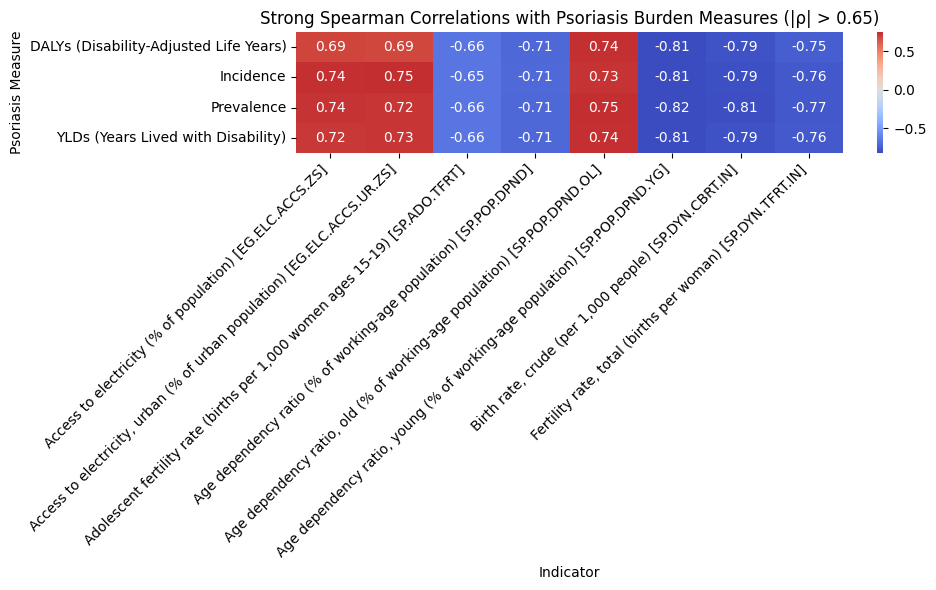 Strong Spearman Correlations with Psoriasis Burden Measures (|ρ| > 0.65)
Psoriasis Measure
DALYs (Disability-Adjusted Life Years) 0.69 0.69 -0.66 -0.71 0.74 -0.81 -0.79 -0.75
Incidence 0.74 0.75 -0.65 -0.71 0.73 -0.81 -0.79 -0.76
Prevalence 0.74 0.72 -0.66 -0.71 0.75 -0.82 -0.81 -0.77
YLDs (Years Lived with Disability) 0.72 0.73 -0.66 -0.71 0.74 -0.81 -0.79 -0.76
0.5
0.0
−0.5
Access to electricity (% of population) [EG.ELC.ACCS.ZS]
Access to electricity, urban (% of urban population) [EG.ELC.ACCS.UR.ZS]
Adolescent fertility rate (births per 1,000 women ages 15-19) [SP.ADO.TFRT]
Age dependency ratio (% of working-age population) [SP.POP.DPND]
Age dependency ratio, old (% of working-age population) [SP.POP.DPND.OL]
Age dependency ratio, young (% of working-age population) [SP.POP.DPND.YG]
Birth rate, crude (per 1,000 people) [SP.DYN.CBRT.IN]
Fertility rate, total (births per woman) [SP.DYN.TFRT.IN]
Indicator